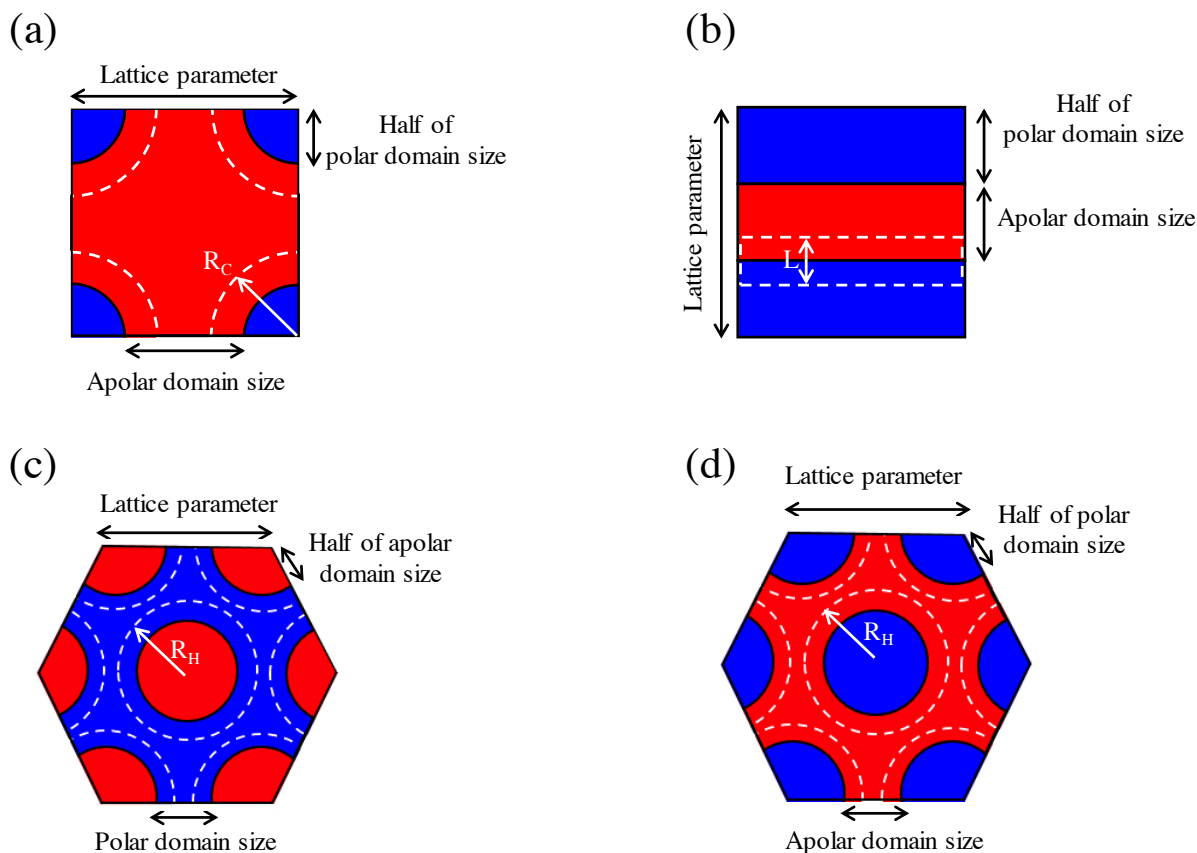 (a)
Lattice parameter
Half of
polar domain size
R_C
Apolar domain size
(b)
Lattice parameter
Half of
polar domain size
Apolar domain size
L
(c)
Lattice parameter
Half of apolar
domain size
R_H
Polar domain size
(d)
Lattice parameter
Half of polar
domain size
R_H
Apolar domain size